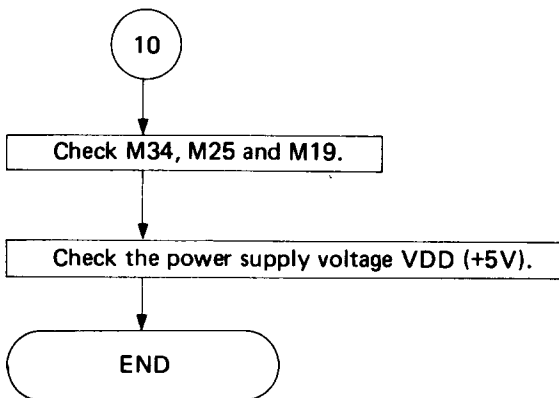 10
Check M34, M25 and M19.
Check the power supply voltage VDD (+5V).
END